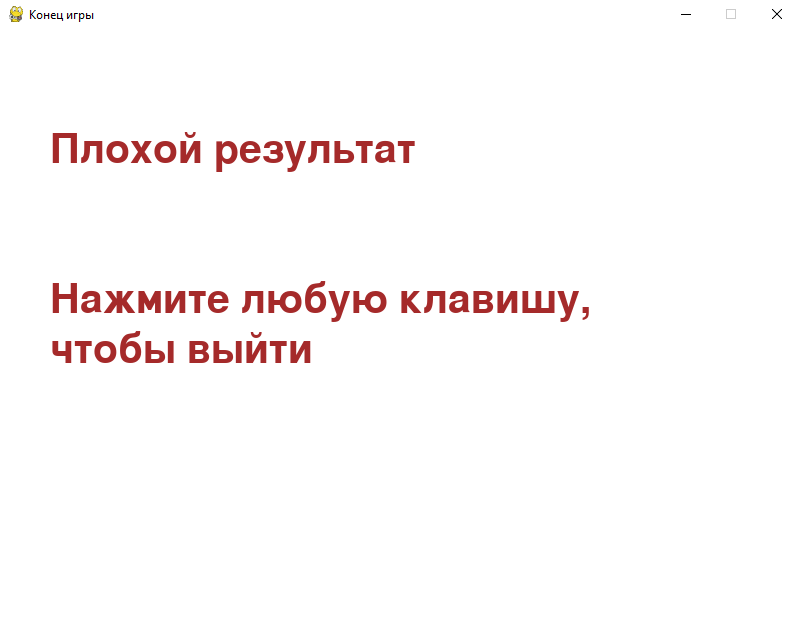 Конец игры
Плохой результат
Нажмите любую клавишу,
чтобы выйти